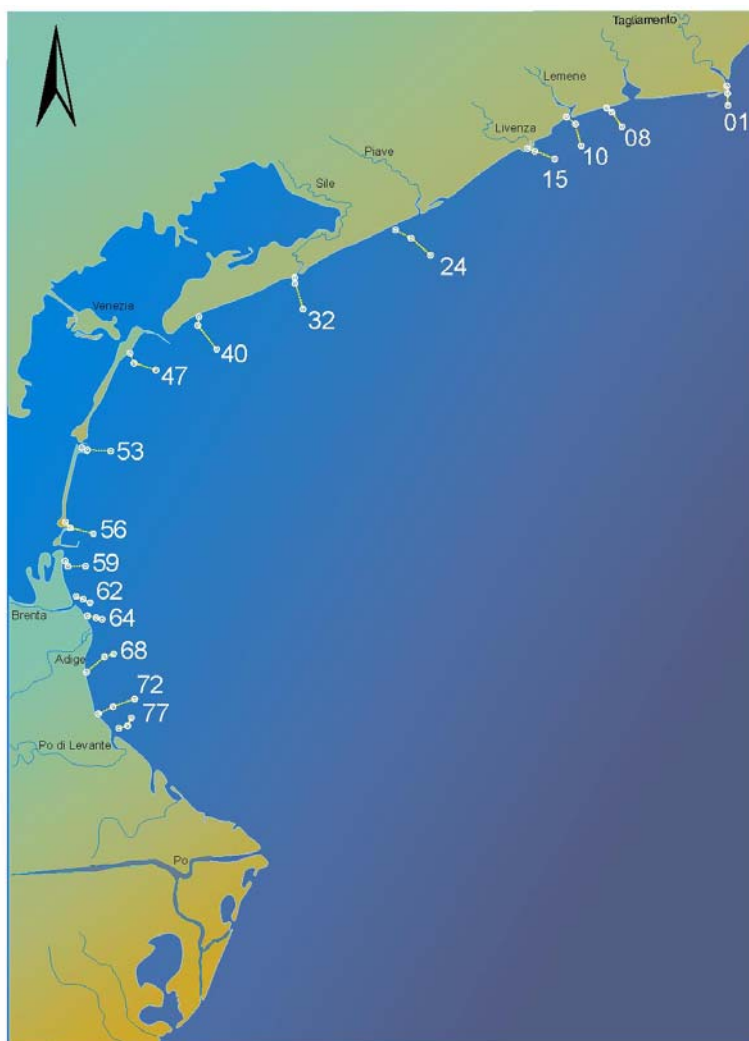 Tagliamento
01
Lemene
08
10
Livenza
15
Piave
24
Sile
32
Venezia
40
47
53
56
59
62
Brenta
64
68
Adige
72
77
Po di Levante
Po